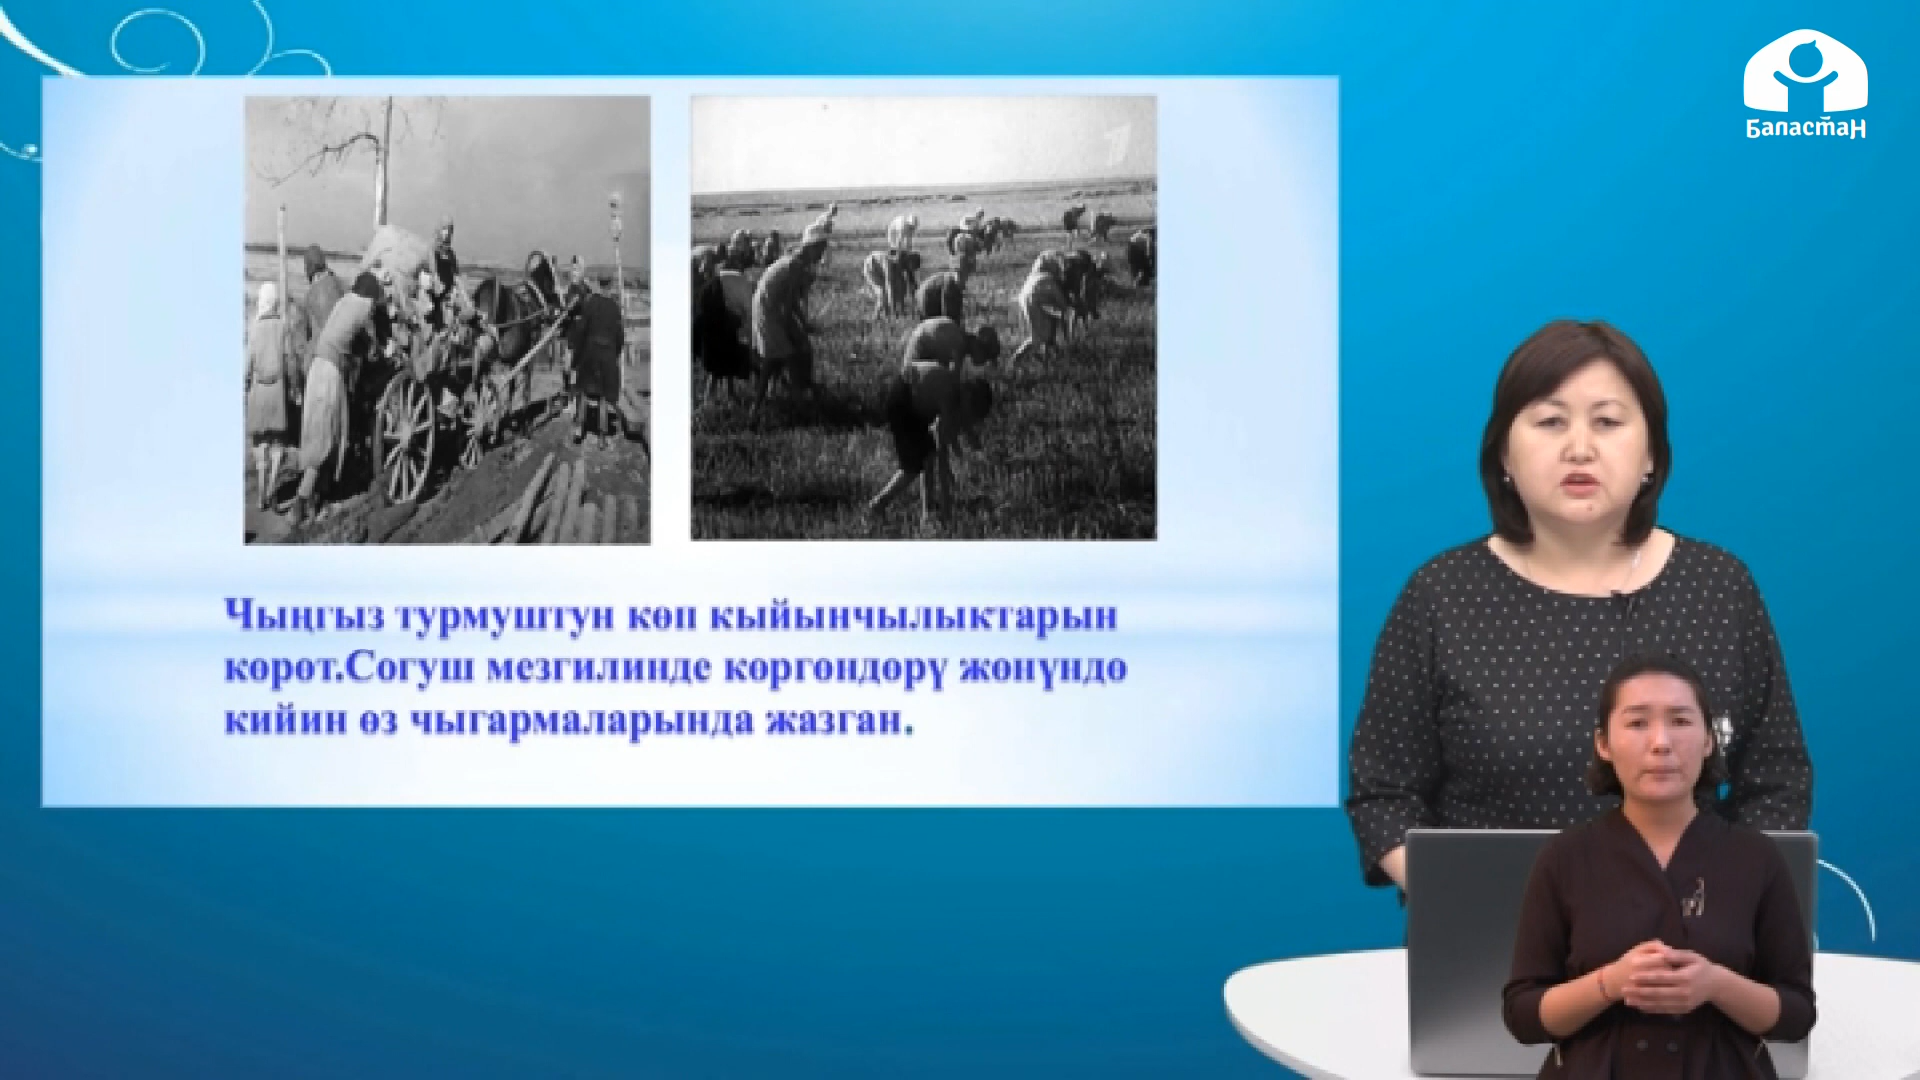 Баластан
Чыңгыз турмуштун көп кыйынчылыктарын
көрөт.Согуш мезгилинде көргөндөрү жөнүндө
кийин өз чыгармаларында жазган.